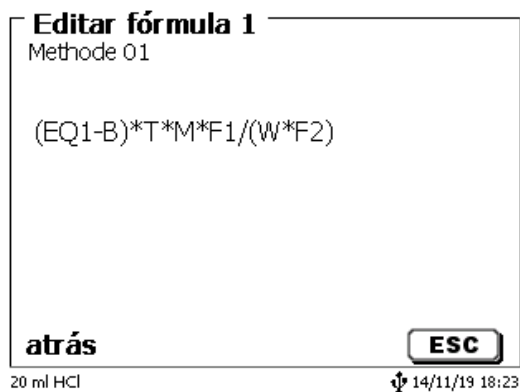 Editar fórmula 1
Methode 01
(EQ1-B)*T*M*F1/(W*F2)
atrás
ESC
20 ml HCl
14/11/19 18:23